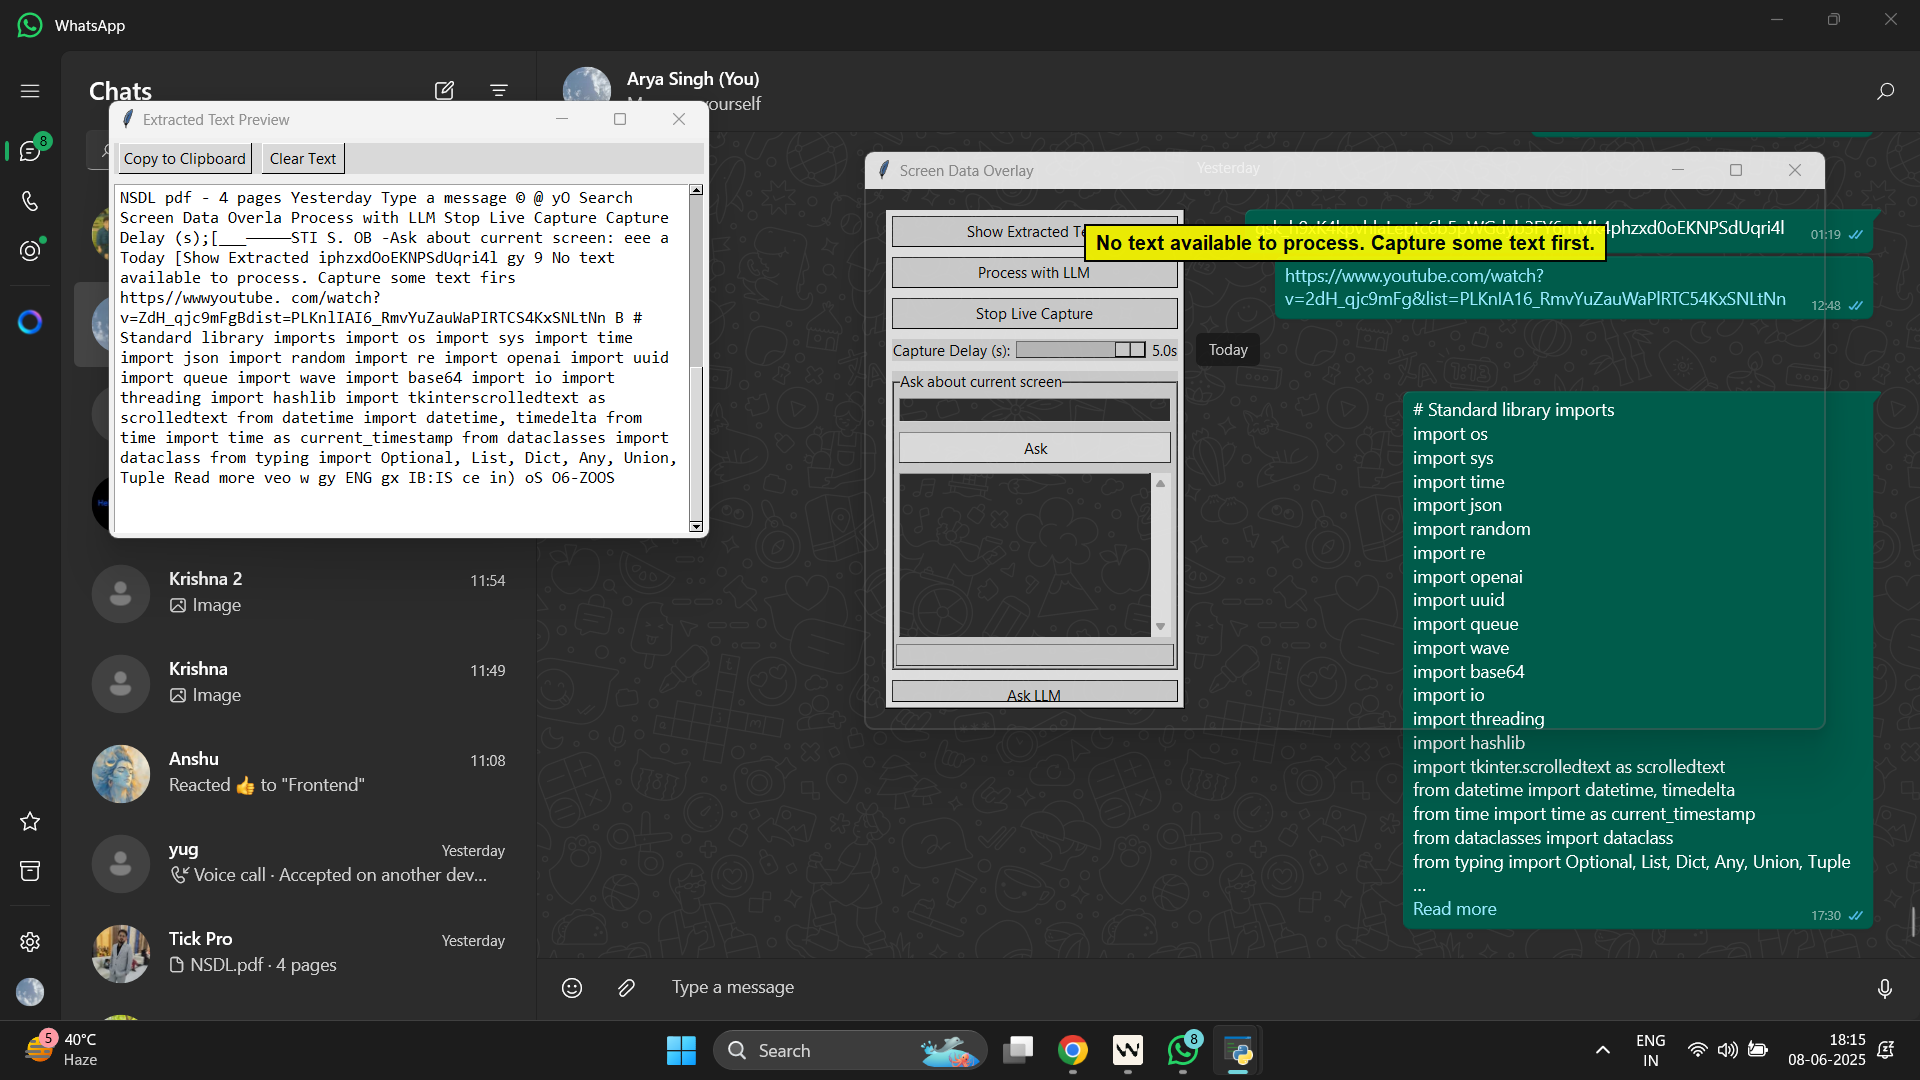 WhatsApp
Chats
8
Arya Singh (You)
yourself
Extracted Text Preview
Copy to Clipboard
Clear Text
NSDL pdf - 4 pages Yesterday Type a message © @ yO Search
Screen Data Overla Process with LLM Stop Live Capture Capture
Delay (s);[___—————STI S. OB -Ask about current screen: eee a
Today [Show Extracted iphzxdOoEKNPSdUqri4l gy 9 No text
available to process. Capture some text firs
https//wwwyoutube. com/watch?
v=ZdH_qjc9mFgBdist=PLKnlIAI6_RmvYuZauWaPIRTCS4KxSNLtNn B #
Standard library imports import os import sys import time
import json import random import re import openai import uuid
import queue import wave import base64 import io import
threading import hashlib import tkinterscrolledtext as
scrolledtext from datetime import datetime, timedelta from
time import time as current_timestamp from dataclasses import
dataclass from typing import Optional, List, Dict, Any, Union,
Tuple Read more veo w gy ENG gx IB:IS ce in) oS O6-ZOOS
Krishna 2
11:54
Image
Krishna
11:49
Image
Anshu
11:08
Reacted 👍 to "Frontend"
yug
Yesterday
Voice call · Accepted on another dev...
Tick Pro
Yesterday
NSDL.pdf · 4 pages
Screen Data Overlay
Yesterday
Show Extracted Te
No text available to process. Capture some text first.
phzxd0oEKNPSdUqri4l
01:19
Process with LLM
https://www.youtube.com/watch?
v=2dH_qjc9mFg&list=PLKnIA16_RmvYuZauWaPlRTC54KxSNLtNn
12:48
Stop Live Capture
Capture Delay (s):
5.0s
Today
Ask about current screen
Ask
Ask LLM
# Standard library imports
import os
import sys
import time
import json
import random
import re
import openai
import uuid
import queue
import wave
import base64
import io
import threading
import hashlib
import tkinter.scrolledtext as scrolledtext
from datetime import datetime, timedelta
from time import time as current_timestamp
from dataclasses import dataclass
from typing import Optional, List, Dict, Any, Union, Tuple
...
Read more
17:30
Type a message
5
40°C
Haze
Search
8
ENG
IN
18:15
08-06-2025